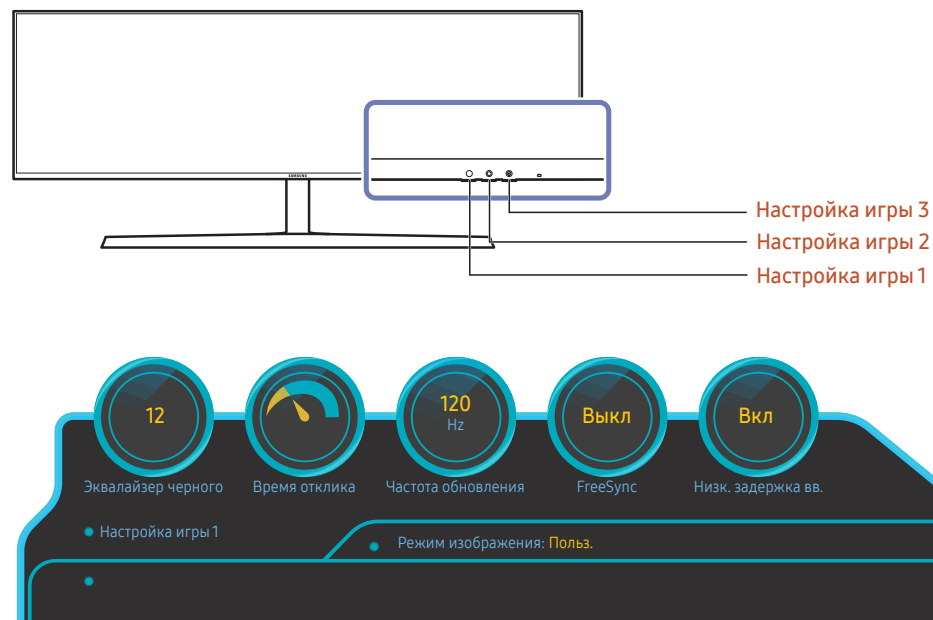 SAMSUNG
Настройка игры 3
Настройка игры 2
Настройка игры 1
12
120
Hz
Выкл
Вкл
Эквалайзер черного
Время отклика
Частота обновления
FreeSync
Низк. задержка вв.
Настройка игры 1
Режим изображения: Польз.